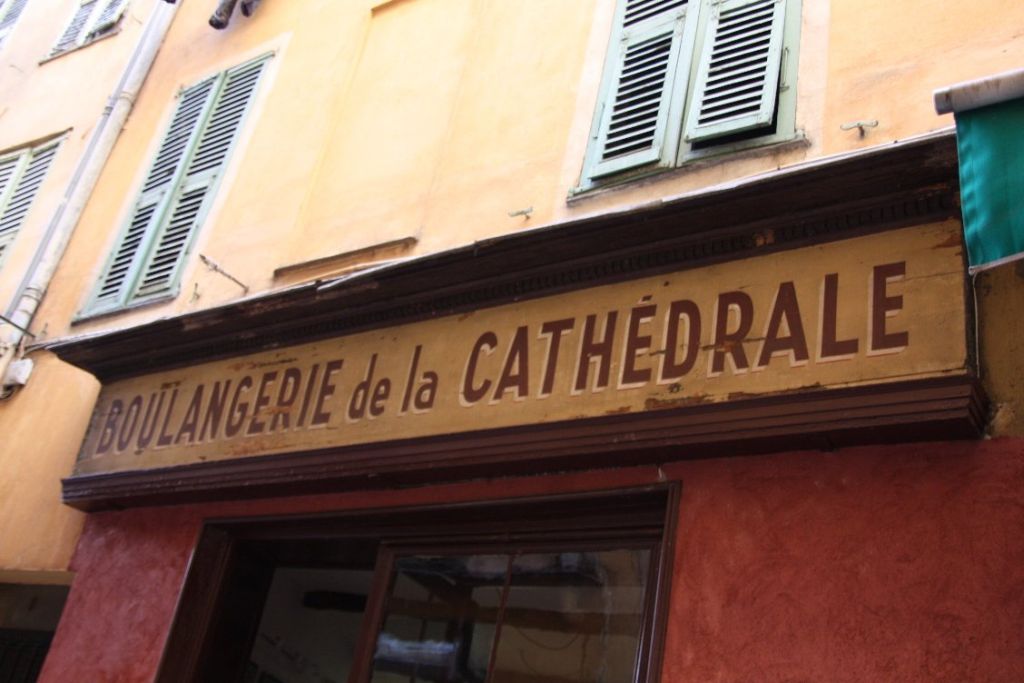 BOULANGERIE de la CATHÉDRALE